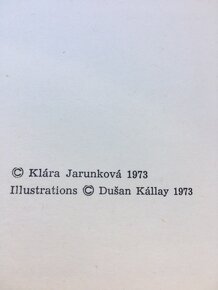 © Klára Jarunková 1973
Illustrations © Dušan Kállay 1973